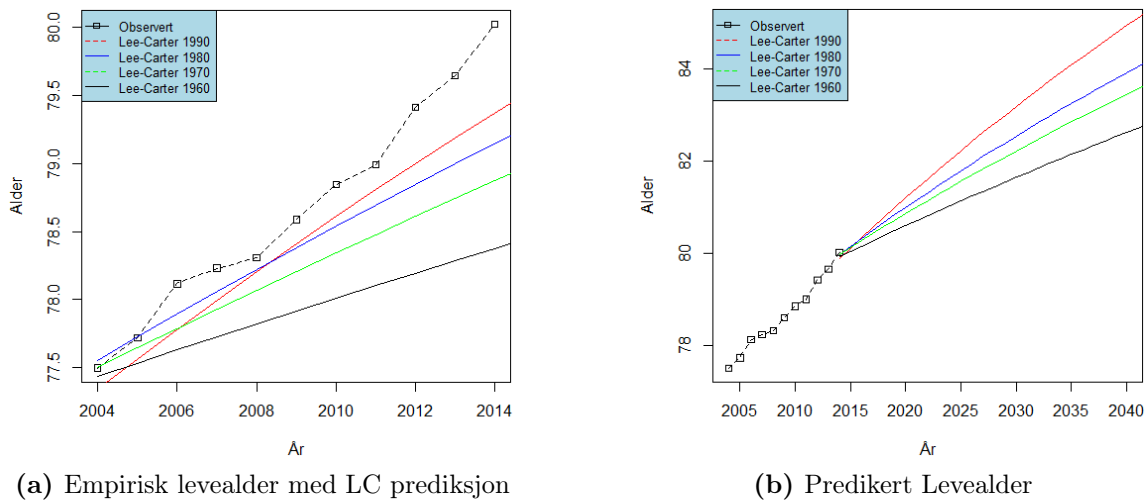 Observert
Lee-Carter 1990
Lee-Carter 1980
Lee-Carter 1970
Lee-Carter 1960
80.0
79.5
79.0
78.5
78.0
77.5
Alder
2004 2006 2008 2010 2012 2014
År
(a) Empirisk levealder med LC prediksjon
Observert
Lee-Carter 1990
Lee-Carter 1980
Lee-Carter 1970
Lee-Carter 1960
84
82
80
78
Alder
2005 2010 2015 2020 2025 2030 2035 2040
År
(b) Predikert Levealder